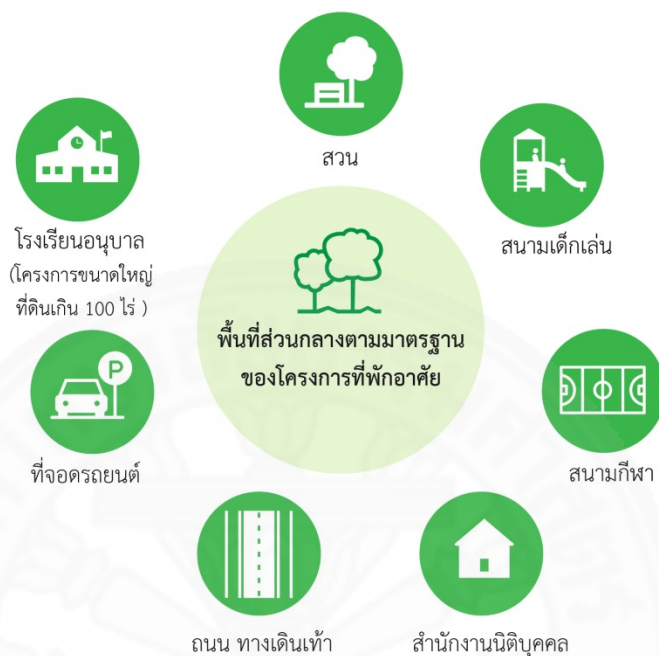 สวน
โรงเรียนอนุบาล
(โครงการขนาดใหญ่
ที่ดินเกิน 100 ไร่ )
สนามเด็กเล่น
พื้นที่ส่วนกลางตามมาตรฐาน
ของโครงการที่พักอาศัย
P
ที่จอดรถยนต์
สนามกีฬา
ถนน ทางเดินเท้า
สำนักงานนิติบุคคล